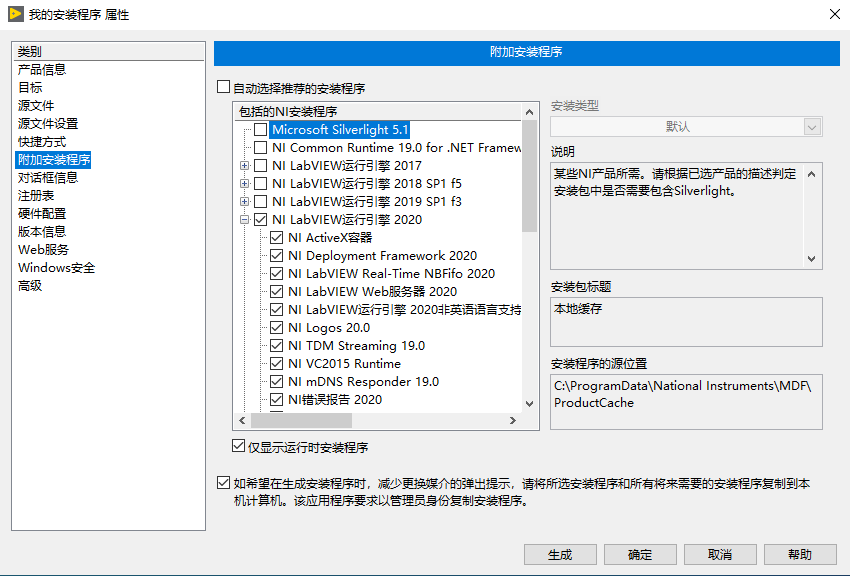 我的安装程序 属性
类别
产品信息
目标
源文件
源文件设置
快捷方式
附加安装程序
对话框信息
注册表
硬件配置
版本信息
Web服务
Windows安全
高级
附加安装程序
自动选择推荐的安装程序
包括的NI安装程序
Microsoft Silverlight 5.1
NI Common Runtime 19.0 for .NET Framew
NI LabVIEW运行引擎 2017
NI LabVIEW运行引擎 2018 SP1 f5
NI LabVIEW运行引擎 2019 SP1 f3
NI LabVIEW运行引擎 2020
NI ActiveX容器
NI Deployment Framework 2020
NI LabVIEW Real-Time NBFifo 2020
NI LabVIEW Web服务器 2020
NI LabVIEW运行引擎 2020非英语语言支持
NI Logos 20.0
NI TDM Streaming 19.0
NI VC2015 Runtime
NI mDNS Responder 19.0
NI错误报告 2020
仅显示运行时安装程序
安装类型
默认
说明
某些NI产品所需。请根据已选产品的描述判定
安装包中是否需要包含Silverlight。
安装包标题
本地缓存
安装程序的源位置
C:\ProgramData\National Instruments\MDF\
ProductCache
如希望在生成安装程序时，减少更换媒介的弹出提示，请将所选安装程序和所有将来需要的安装程序复制到本
机计算机。该应用程序要求以管理员身份复制安装程序。
生成
确定
取消
帮助